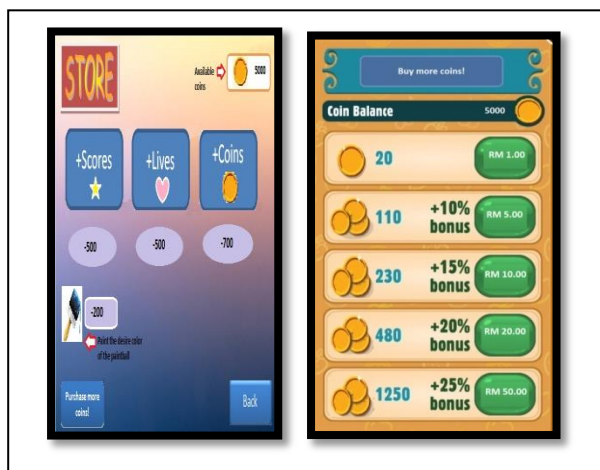 STORE
Available
coins
5000
+Scores
+Lives
+Coins
-500
-500
-700
-200
Paint the desire color
of the paintball
Purchase more
coins!
Back
Buy more coins!
Coin Balance 5000
20 RM 1.00
110 +10% bonus RM 5.00
230 +15% bonus RM 10.00
480 +20% bonus RM 20.00
1250 +25% bonus RM 50.00